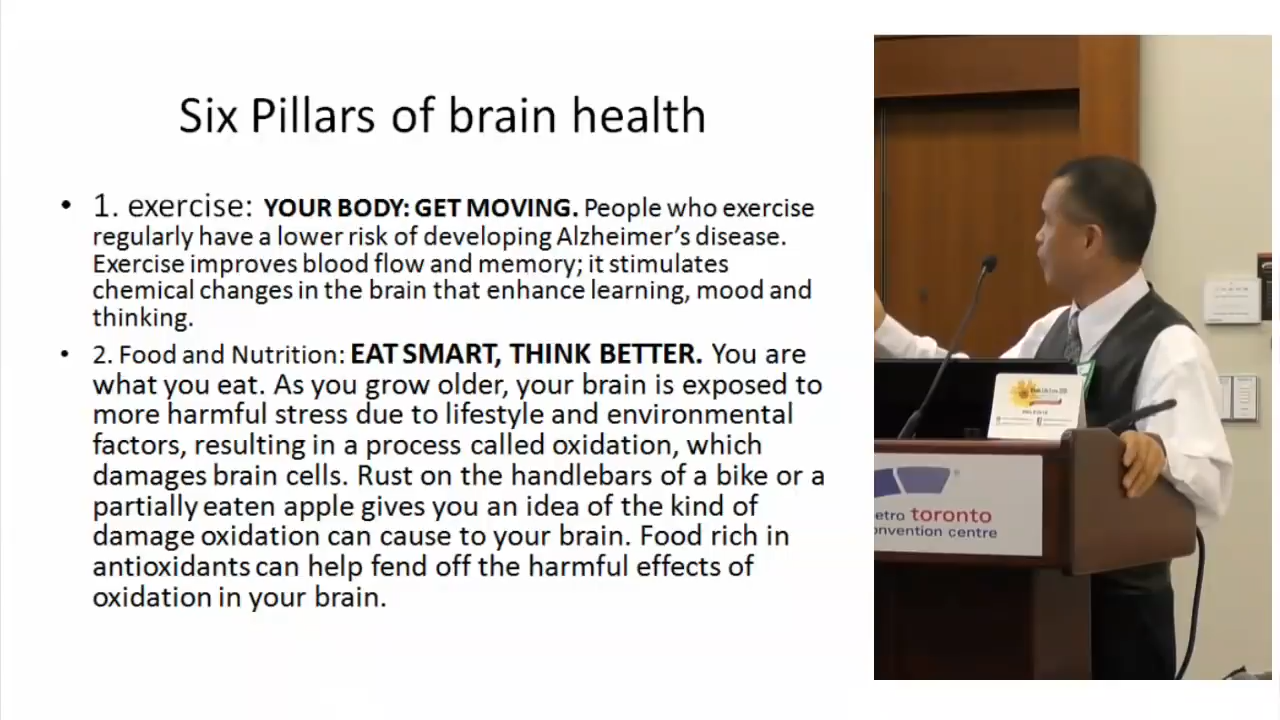 Six Pillars of brain health
• 1. exercise: YOUR BODY: GET MOVING. People who exercise
regularly have a lower risk of developing Alzheimer's disease.
Exercise improves blood flow and memory; it stimulates
chemical changes in the brain that enhance learning, mood and
thinking.
• 2. Food and Nutrition: EAT SMART, THINK BETTER. You are
what you eat. As you grow older, your brain is exposed to
more harmful stress due to lifestyle and environmental
factors, resulting in a process called oxidation, which
damages brain cells. Rust on the handlebars of a bike or a
partially eaten apple gives you an idea of the kind of
damage oxidation can cause to your brain. Food rich in
antioxidants can help fend off the harmful effects of
oxidation in your brain.
etro toronto
onvention centre